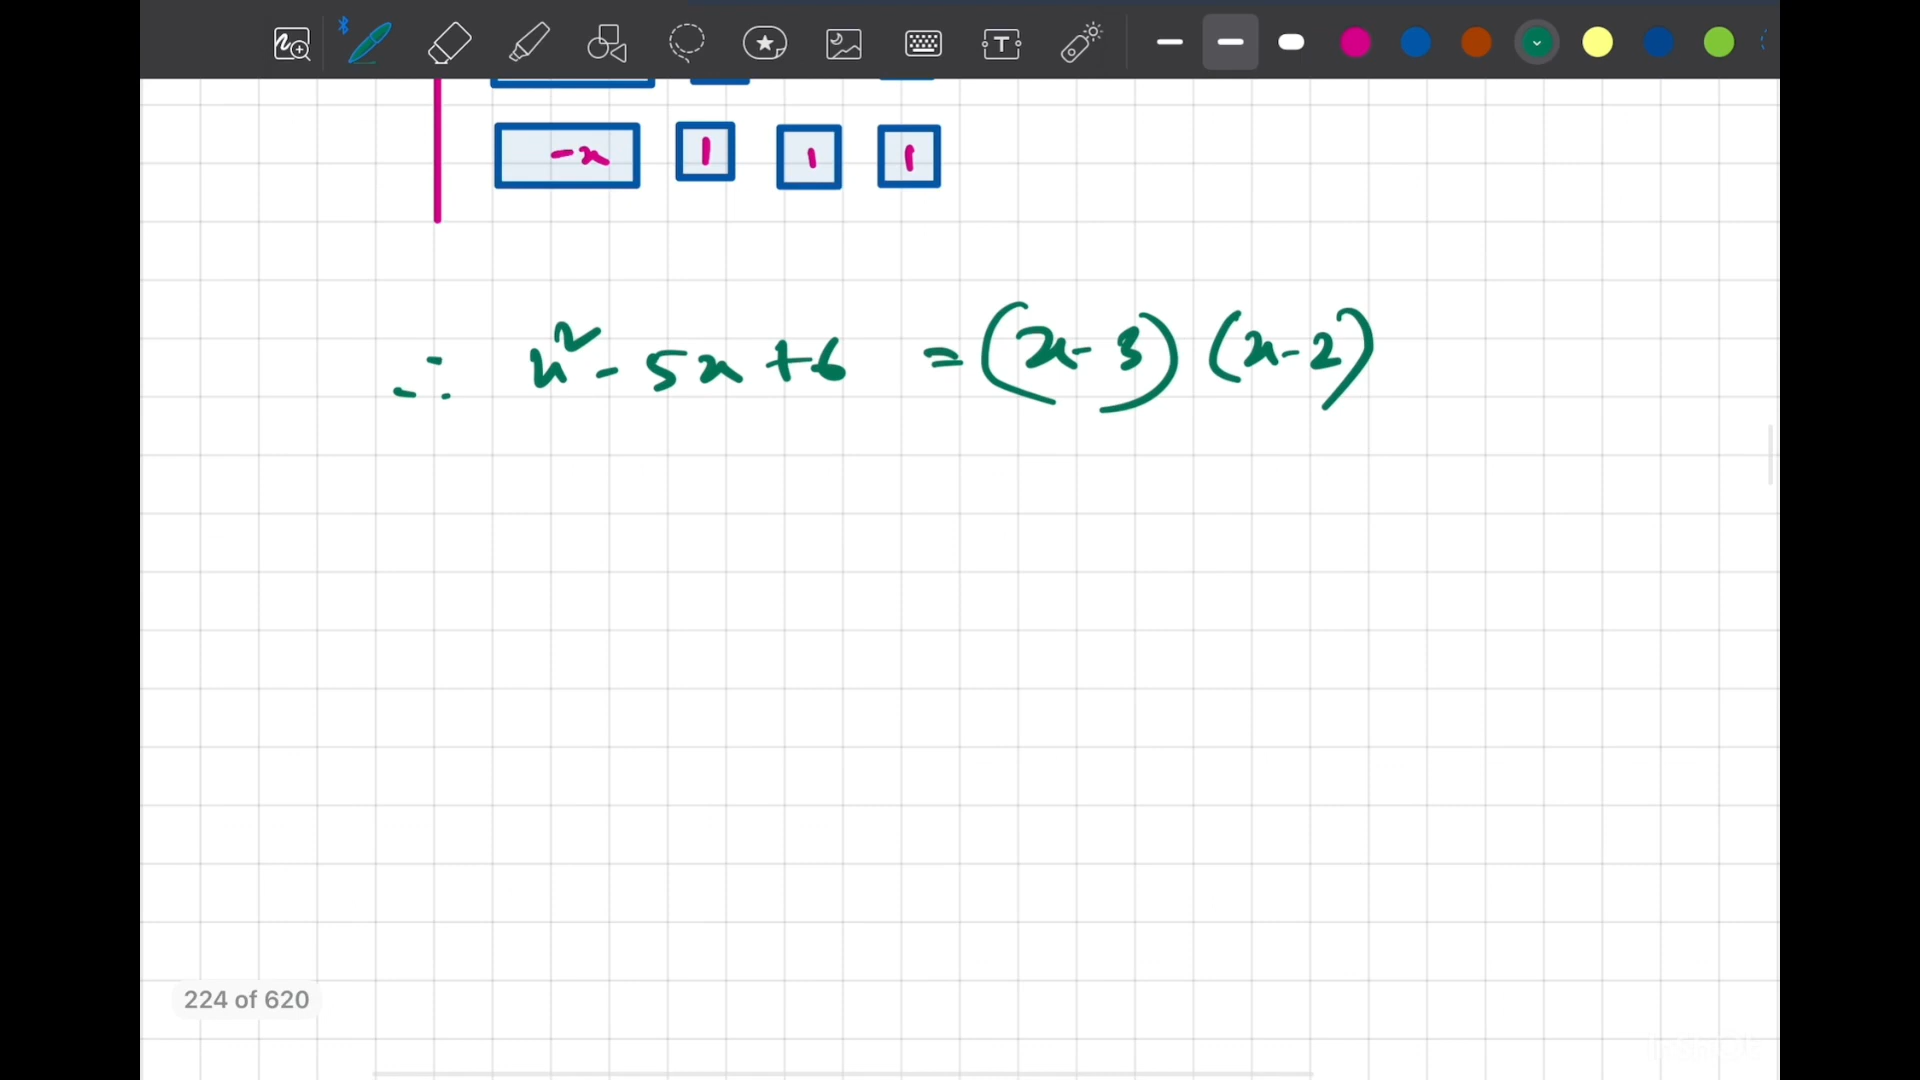 -x 1 1 1
∴ x² - 5x + 6 = (x - 3) (x - 2)
224 of 620